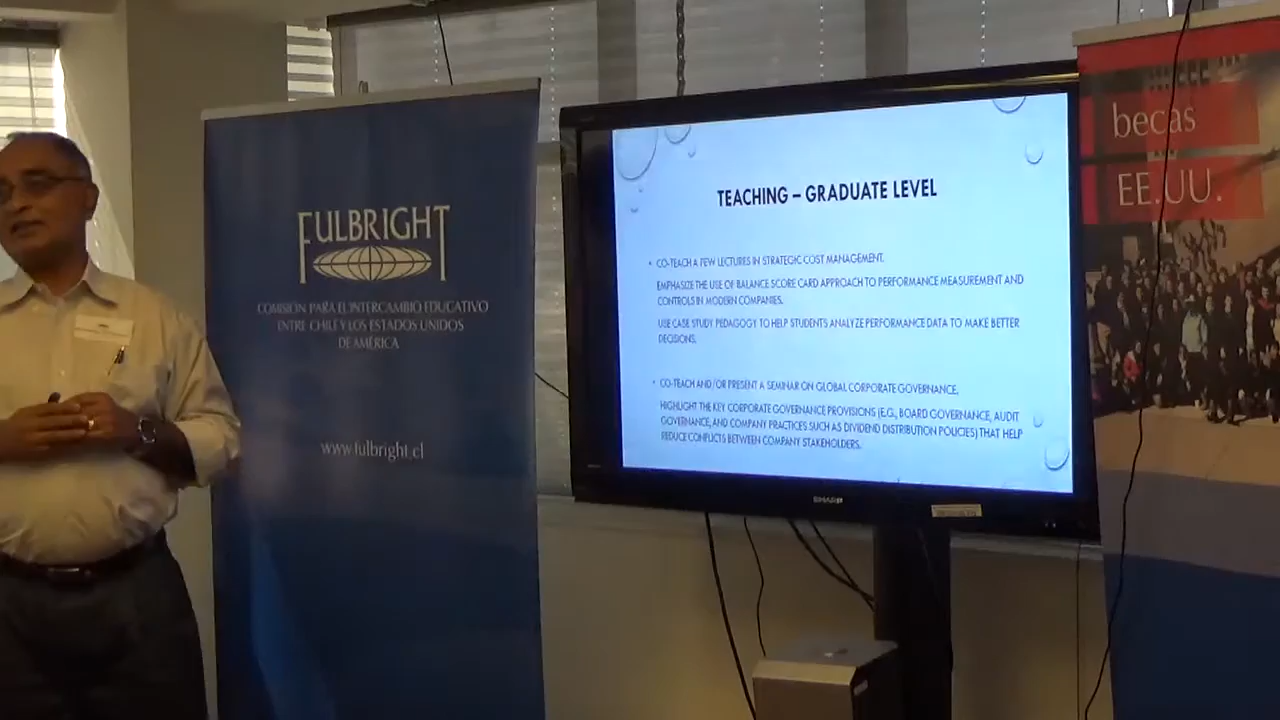 FULBRIGHT
COMISIÓN PARA EL INTERCAMBIO EDUCATIVO
ENTRE CHILE Y LOS ESTADOS UNIDOS
DE AMÉRICA
www.fulbright.cl
TEACHING – GRADUATE LEVEL
• CO-TEACH A FEW LECTURES IN STRATEGIC COST MANAGEMENT.
EMPHASIZE THE USE OF BALANCE SCORE CARD APPROACH TO PERFORMANCE MEASUREMENT AND
CONTROLS IN MODERN COMPANIES.
USE CASE STUDY PEDAGOGY TO HELP STUDENTS ANALYZE PERFORMANCE DATA TO MAKE BETTER
DECISIONS.
• CO-TEACH AND/OR PRESENT A SEMINAR ON GLOBAL CORPORATE GOVERNANCE.
HIGHLIGHT THE KEY CORPORATE GOVERNANCE PROVISIONS (E.G., BOARD GOVERNANCE, AUDIT
GOVERNANCE, AND COMPANY PRACTICES SUCH AS DIVIDEND DISTRIBUTION POLICIES) THAT HELP
REDUCE CONFLICTS BETWEEN COMPANY STAKEHOLDERS.
SHARP
becas
EE.UU.